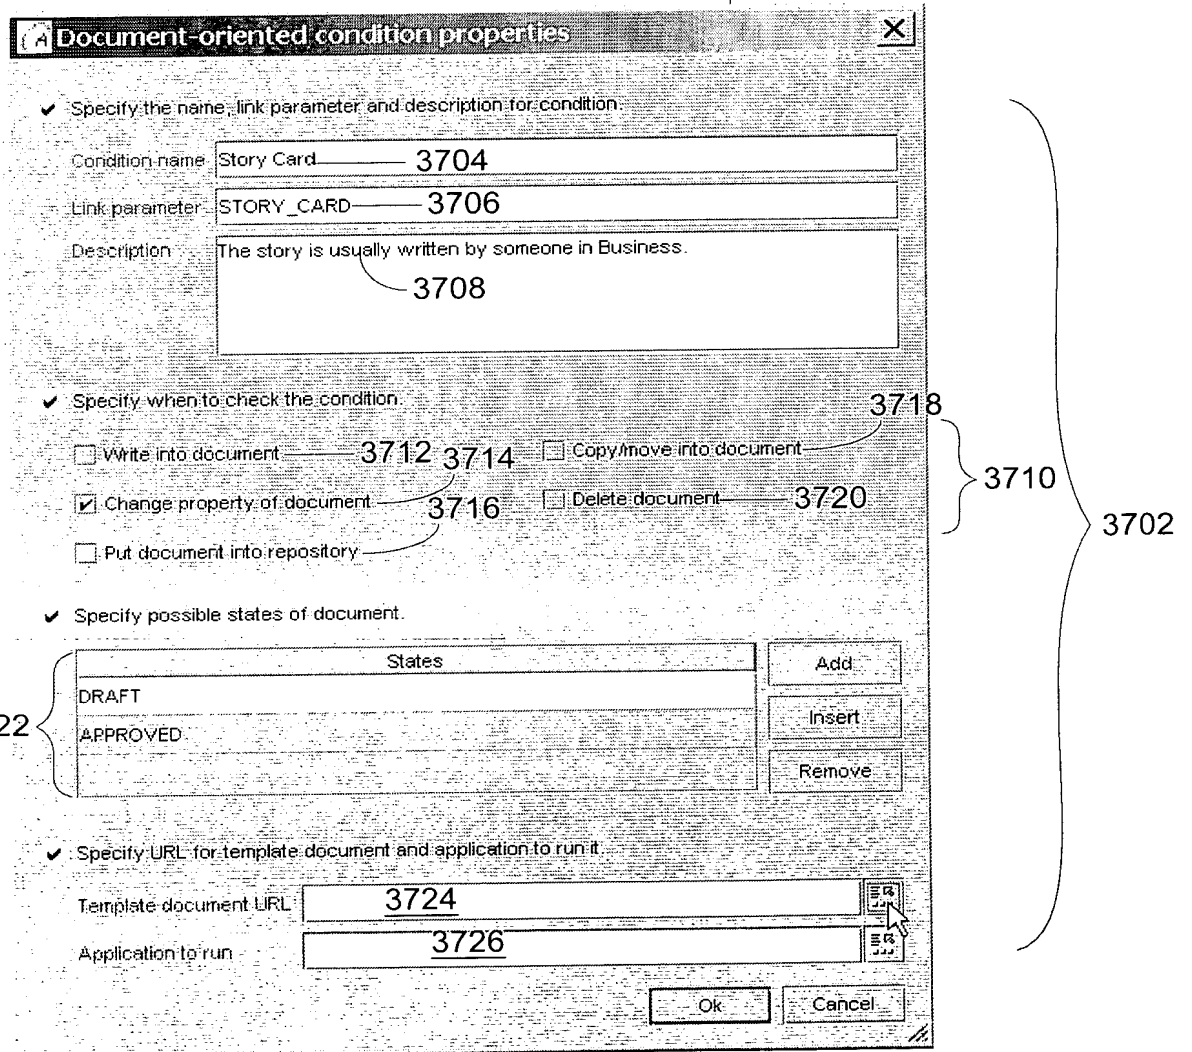 Document-oriented condition properties
Specify the name, link parameter and description for condition.
Condition name Story Card 3704
Link parameter STORY_CARD 3706
Description The story is usually written by someone in Business.
3708
Specify when to check the condition.
3718
Write into document 3712 3714 Copy/move into document
3710
Change property of document 3716 Delete document 3720
3702
Put document into repository
Specify possible states of document.
States Add
DRAFT
22 Insert
APPROVED
Remove
Specify URL for template document and application to run it.
Template document URL 3724
Application to run 3726
Ok Cancel